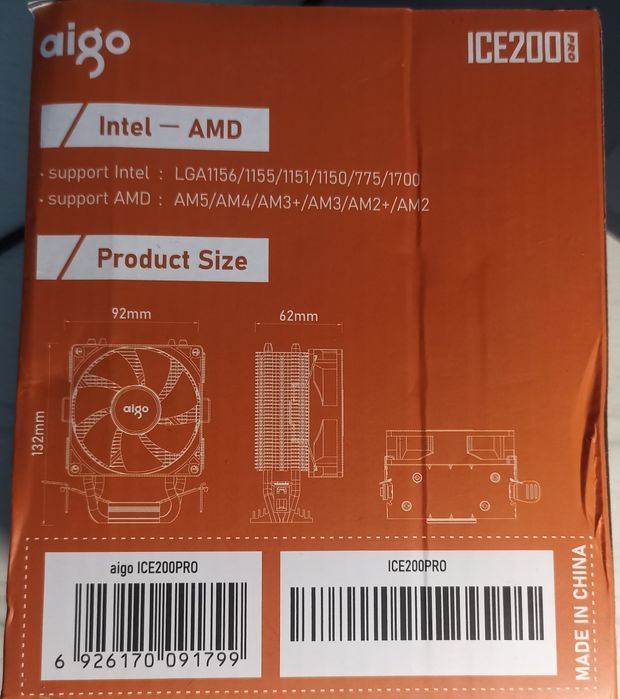 aigo
ICE200 PRO
Intel — AMD
• support Intel : LGA1156/1155/1151/1150/775/1700
• support AMD : AM5/AM4/AM3+/AM3/AM2+/AM2
Product Size
92mm
62mm
132mm
aigo
aigo ICE200PRO
6 926170 091799
ICE200PRO
MADE IN CHINA